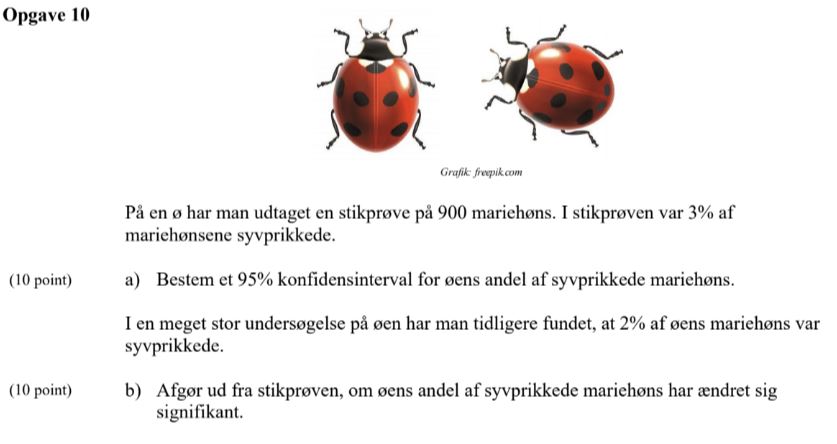 Opgave 10
Grafik: freepik.com
På en ø har man udtaget en stikprøve på 900 mariehøns. I stikprøven var 3% af
mariehønsene syvprikkede.
(10 point) a) Bestem et 95% konfidensinterval for øens andel af syvprikkede mariehøns.
I en meget stor undersøgelse på øen har man tidligere fundet, at 2% af øens mariehøns var
syvprikkede.
(10 point) b) Afgør ud fra stikprøven, om øens andel af syvprikkede mariehøns har ændret sig
signifikant.